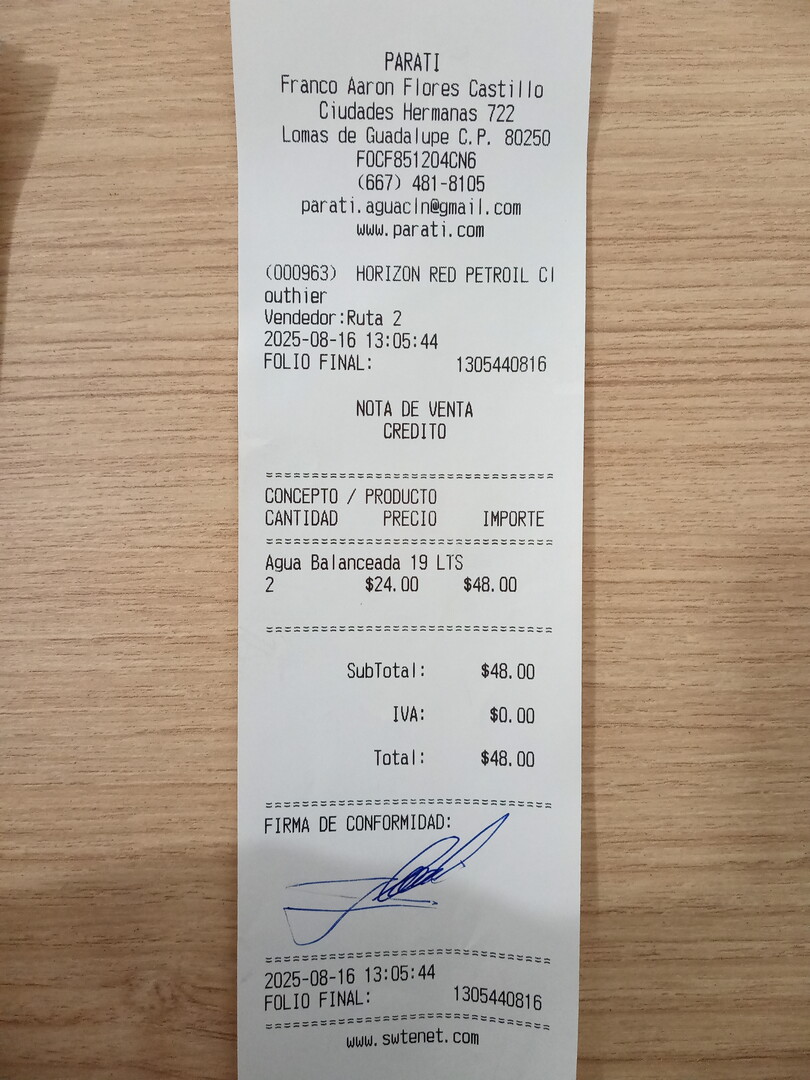 PARATI
Franco Aaron Flores Castillo
Ciudades Hermanas 722
Lomas de Guadalupe C.P. 80250
FOCF851204CN6
(667) 481-8105
parati.aguacln@gmail.com
www.parati.com
(000963) HORIZON RED PETROIL Cl
outhier
Vendedor:Ruta 2
2025-08-16 13:05:44
FOLIO FINAL: 1305440816
NOTA DE VENTA
CREDITO
==============================
CONCEPTO / PRODUCTO
CANTIDAD PRECIO IMPORTE
==============================
Agua Balanceada 19 LTS
2 $24.00 $48.00
==============================
SubTotal: $48.00
IVA: $0.00
Total: $48.00
==============================
FIRMA DE CONFORMIDAD:
==============================
2025-08-16 13:05:44
FOLIO FINAL: 1305440816
==============================
www.swtenet.com